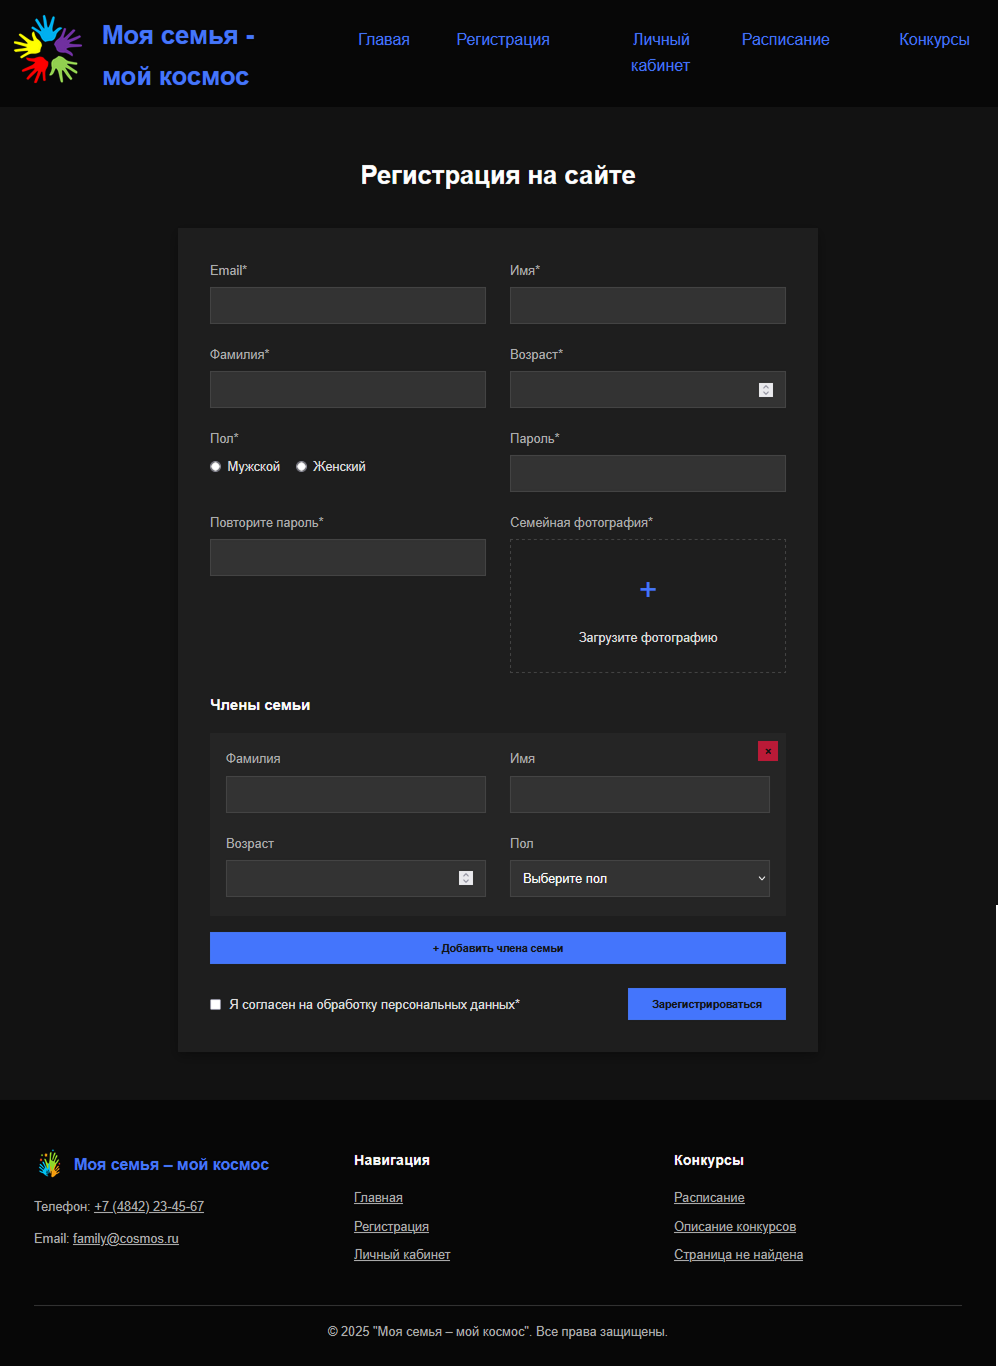 Моя семья -
мой космос
Главая Регистрация Личный кабинет Расписание Конкурсы
Регистрация на сайте
Email* Имя*
Фамилия* Возраст*
Пол* Пароль*
Мужской Женский
Повторите пароль* Семейная фотография*
+
Загрузите фотографию
Члены семьи
×
Фамилия Имя
Возраст Пол
Выберите пол
+ Добавить члена семьи
Я согласен на обработку персональных данных* Зарегистрироваться
Моя семья – мой космос
Телефон: +7 (4842) 23-45-67
Email: family@cosmos.ru
Навигация
Главная
Регистрация
Личный кабинет
Конкурсы
Расписание
Описание конкурсов
Страница не найдена
© 2025 "Моя семья – мой космос". Все права защищены.